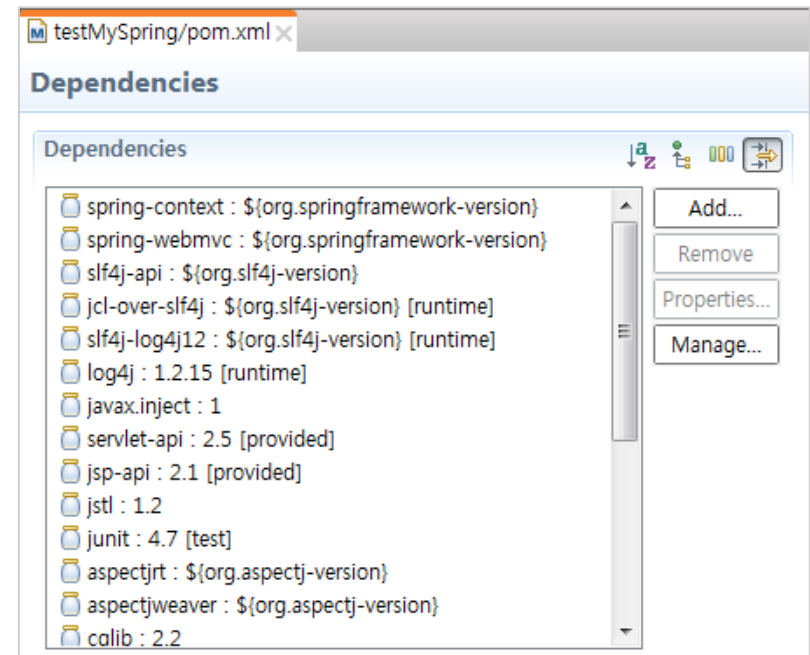 testMySpring/pom.xml
Dependencies
Dependencies
spring-context : ${org.springframework-version}
spring-webmvc : ${org.springframework-version}
slf4j-api : ${org.slf4j-version}
jcl-over-slf4j : ${org.slf4j-version} [runtime]
slf4j-log4j12 : ${org.slf4j-version} [runtime]
log4j : 1.2.15 [runtime]
javax.inject : 1
servlet-api : 2.5 [provided]
jsp-api : 2.1 [provided]
jstl : 1.2
junit : 4.7 [test]
aspectjrt : ${org.aspectj-version}
aspectjweaver : ${org.aspectj-version}
cglib : 2.2
Add...
Remove
Properties...
Manage...